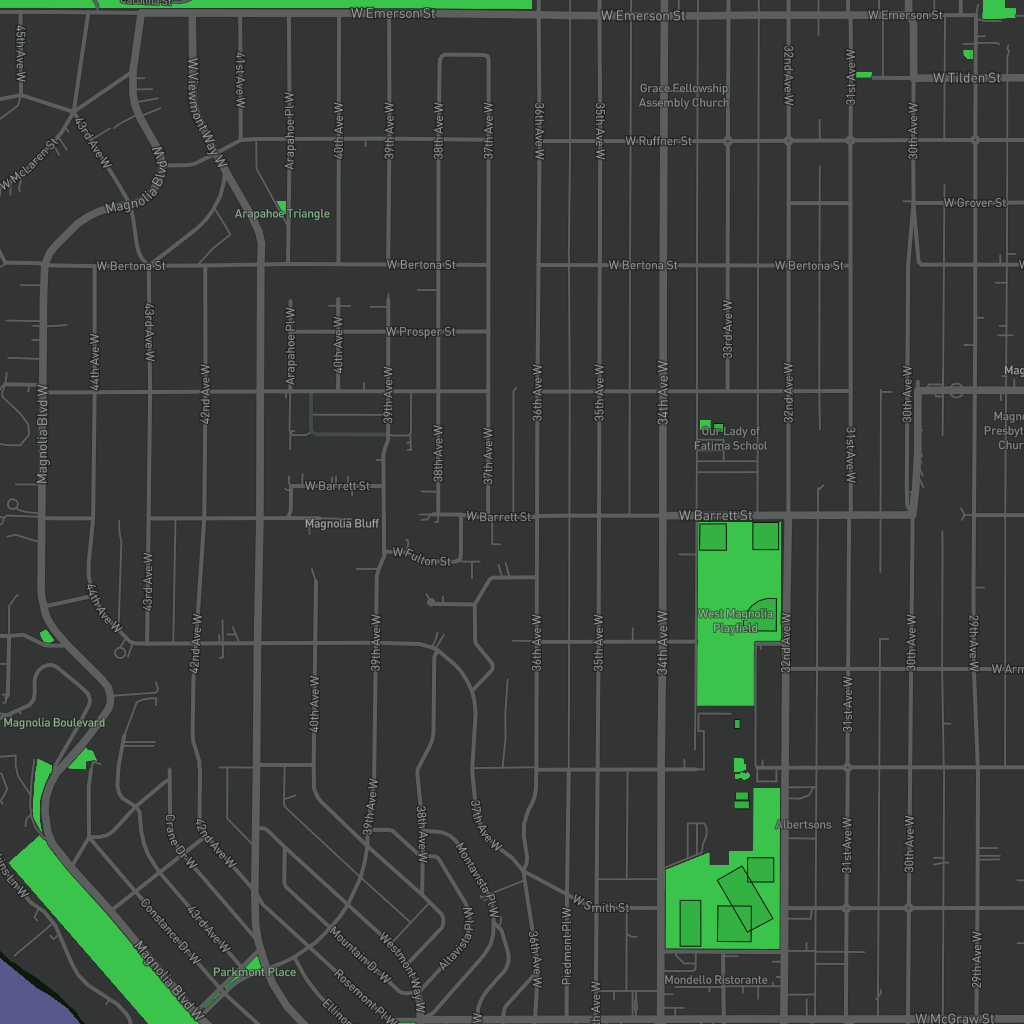 Carolina St
W Emerson St
W Emerson St
W Emerson St
45th Ave W
W Viewmont Way W
41st Ave W
32nd Ave W
31st Ave W
W Tilden St
Grace Fellowship
Assembly Church
43rd Ave W
Arapahoe Pl W
40th Ave W
39th Ave W
38th Ave W
37th Ave W
36th Ave W
35th Ave W
30th Ave W
W Ruffner St
W McLaren St
Magnolia Blvd
Arapahoe Triangle
W Grover St
W Bertona St
W Bertona St
W Bertona St
W Bertona St
43rd Ave W
Arapahoe Pl W
40th Ave W
W Prosper St
33rd Ave W
44th Ave W
42nd Ave W
39th Ave W
36th Ave W
35th Ave W
34th Ave W
32nd Ave W
30th Ave W
Magnolia Blvd W
38th Ave W
37th Ave W
31st Ave W
Our Lady of
Fatima School
W Barrett St
Magnolia Bluff
W Barrett St
W Barrett St
W Fulton St
43rd Ave W
44th Ave W
42nd Ave W
39th Ave W
36th Ave W
35th Ave W
34th Ave W
West Magnolia
Playfield
32nd Ave W
30th Ave W
29th Ave W
40th Ave W
31st Ave W
Magnolia Boulevard
39th Ave W
38th Ave W
37th Ave W
Albertsons
31st Ave W
30th Ave W
Crane Dr W
42nd Ave W
Montavista Pl W
W Smith St
Constance Dr W
43rd Ave W
Mountain Dr W
Westmont Way W
Altavista Pl W
36th Ave W
Piedmont Pl W
29th Ave W
Magnolia Blvd W
Parkmont Place
Rosemont Pl W
Mondello Ristorante
W McGraw St